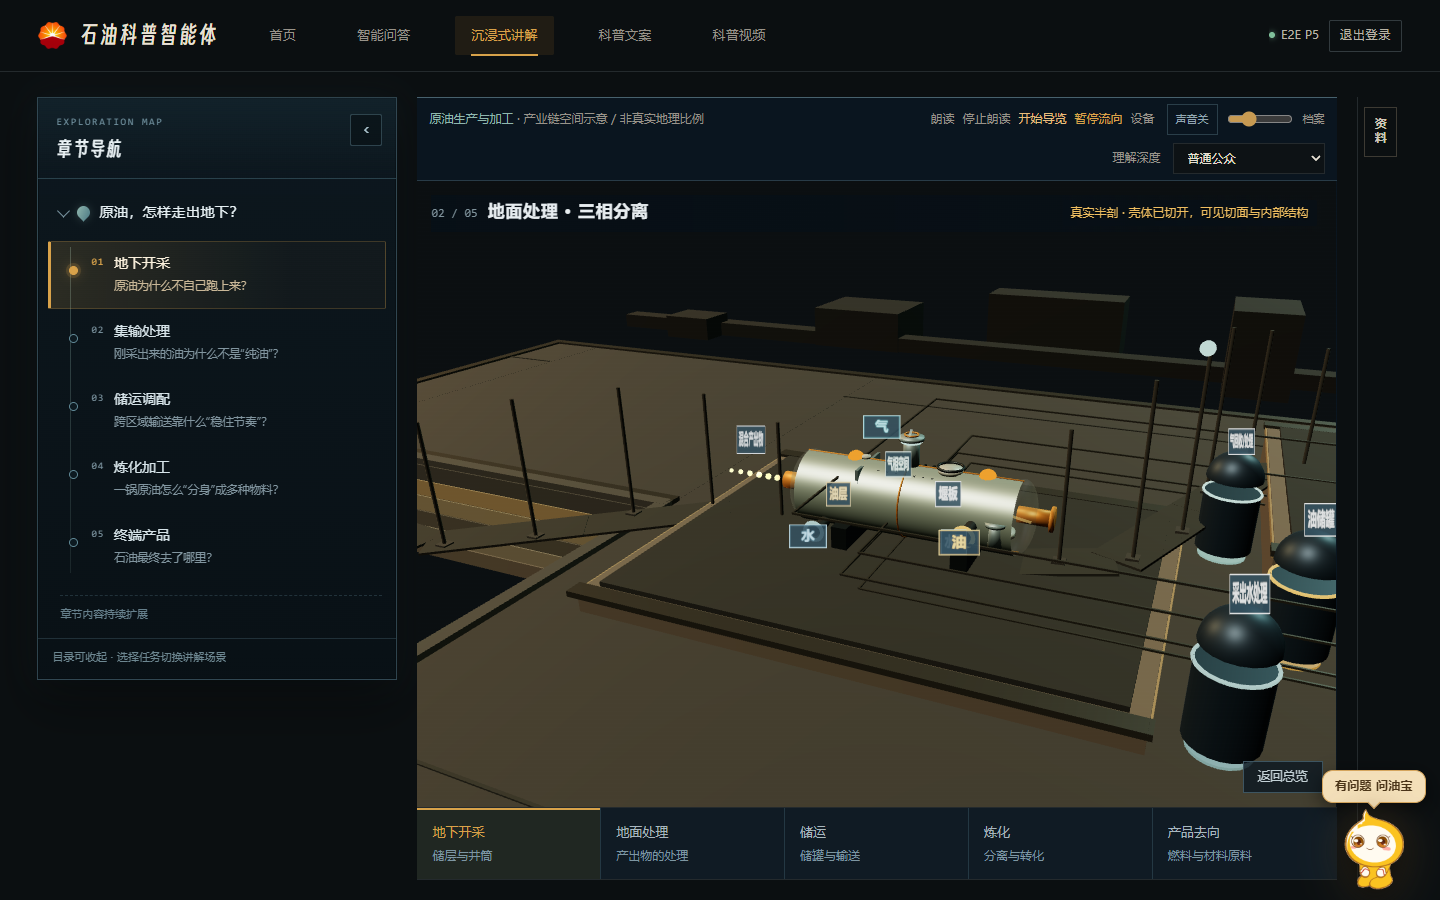 石油科普智能体
首页
智能问答
沉浸式讲解
科普文案
科普视频
E2E P5
退出登录
EXPLORATION MAP
章节导航
原油，怎样走出地下？
01 地下开采
原油为什么不自己跑上来？
02 集输处理
刚采出来的油为什么不是“纯油”？
03 储运调配
跨区域输送靠什么“稳住节奏”？
04 炼化加工
一锅原油怎么“分身”成多种物料？
05 终端产品
石油最终去了哪里？
章节内容持续扩展
目录可收起 · 选择任务切换讲解场景
原油生产与加工 · 产业链空间示意 / 非真实地理比例
朗读 停止朗读 开始导览 暂停流向 设备 声音关 档案
理解深度 普通公众
02 / 05 地面处理 · 三相分离
真实半剖 · 壳体已切开，可见切面与内部结构
混合产出物
气
气相空间
油层
堰板
水
油
油储罐
采出水处理
返回总览
地下开采
储层与井筒
地面处理
产出物的处理
储运
储罐与输送
炼化
分离与转化
产品去向
燃料与材料原料
资料
有问题 问油宝